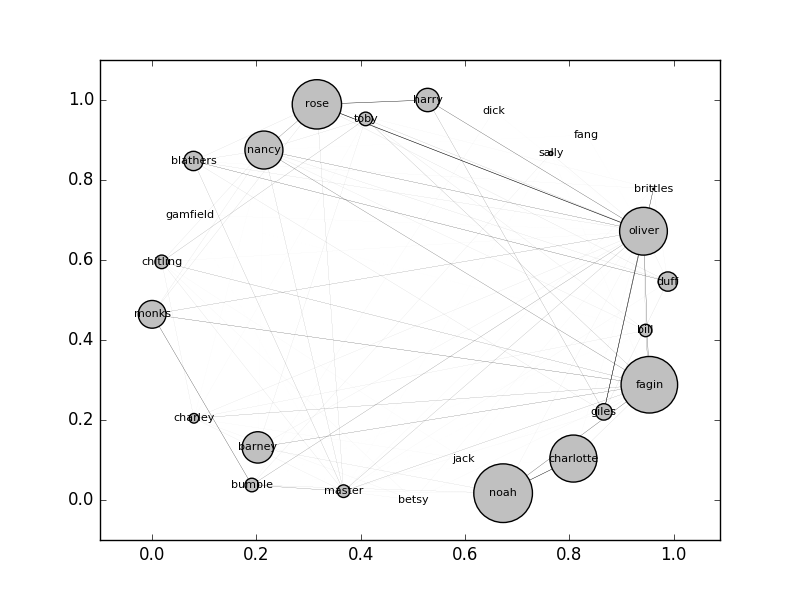 1.0
0.8
0.6
0.4
0.2
0.0
rose
harry
toby
dick
fang
nancy
blathers
sally
brittles
gamfield
oliver
chitling
duff
monks
bill
fagin
charley
giles
barney
jack
charlotte
bumble
master
betsy
noah
0.0 0.2 0.4 0.6 0.8 1.0